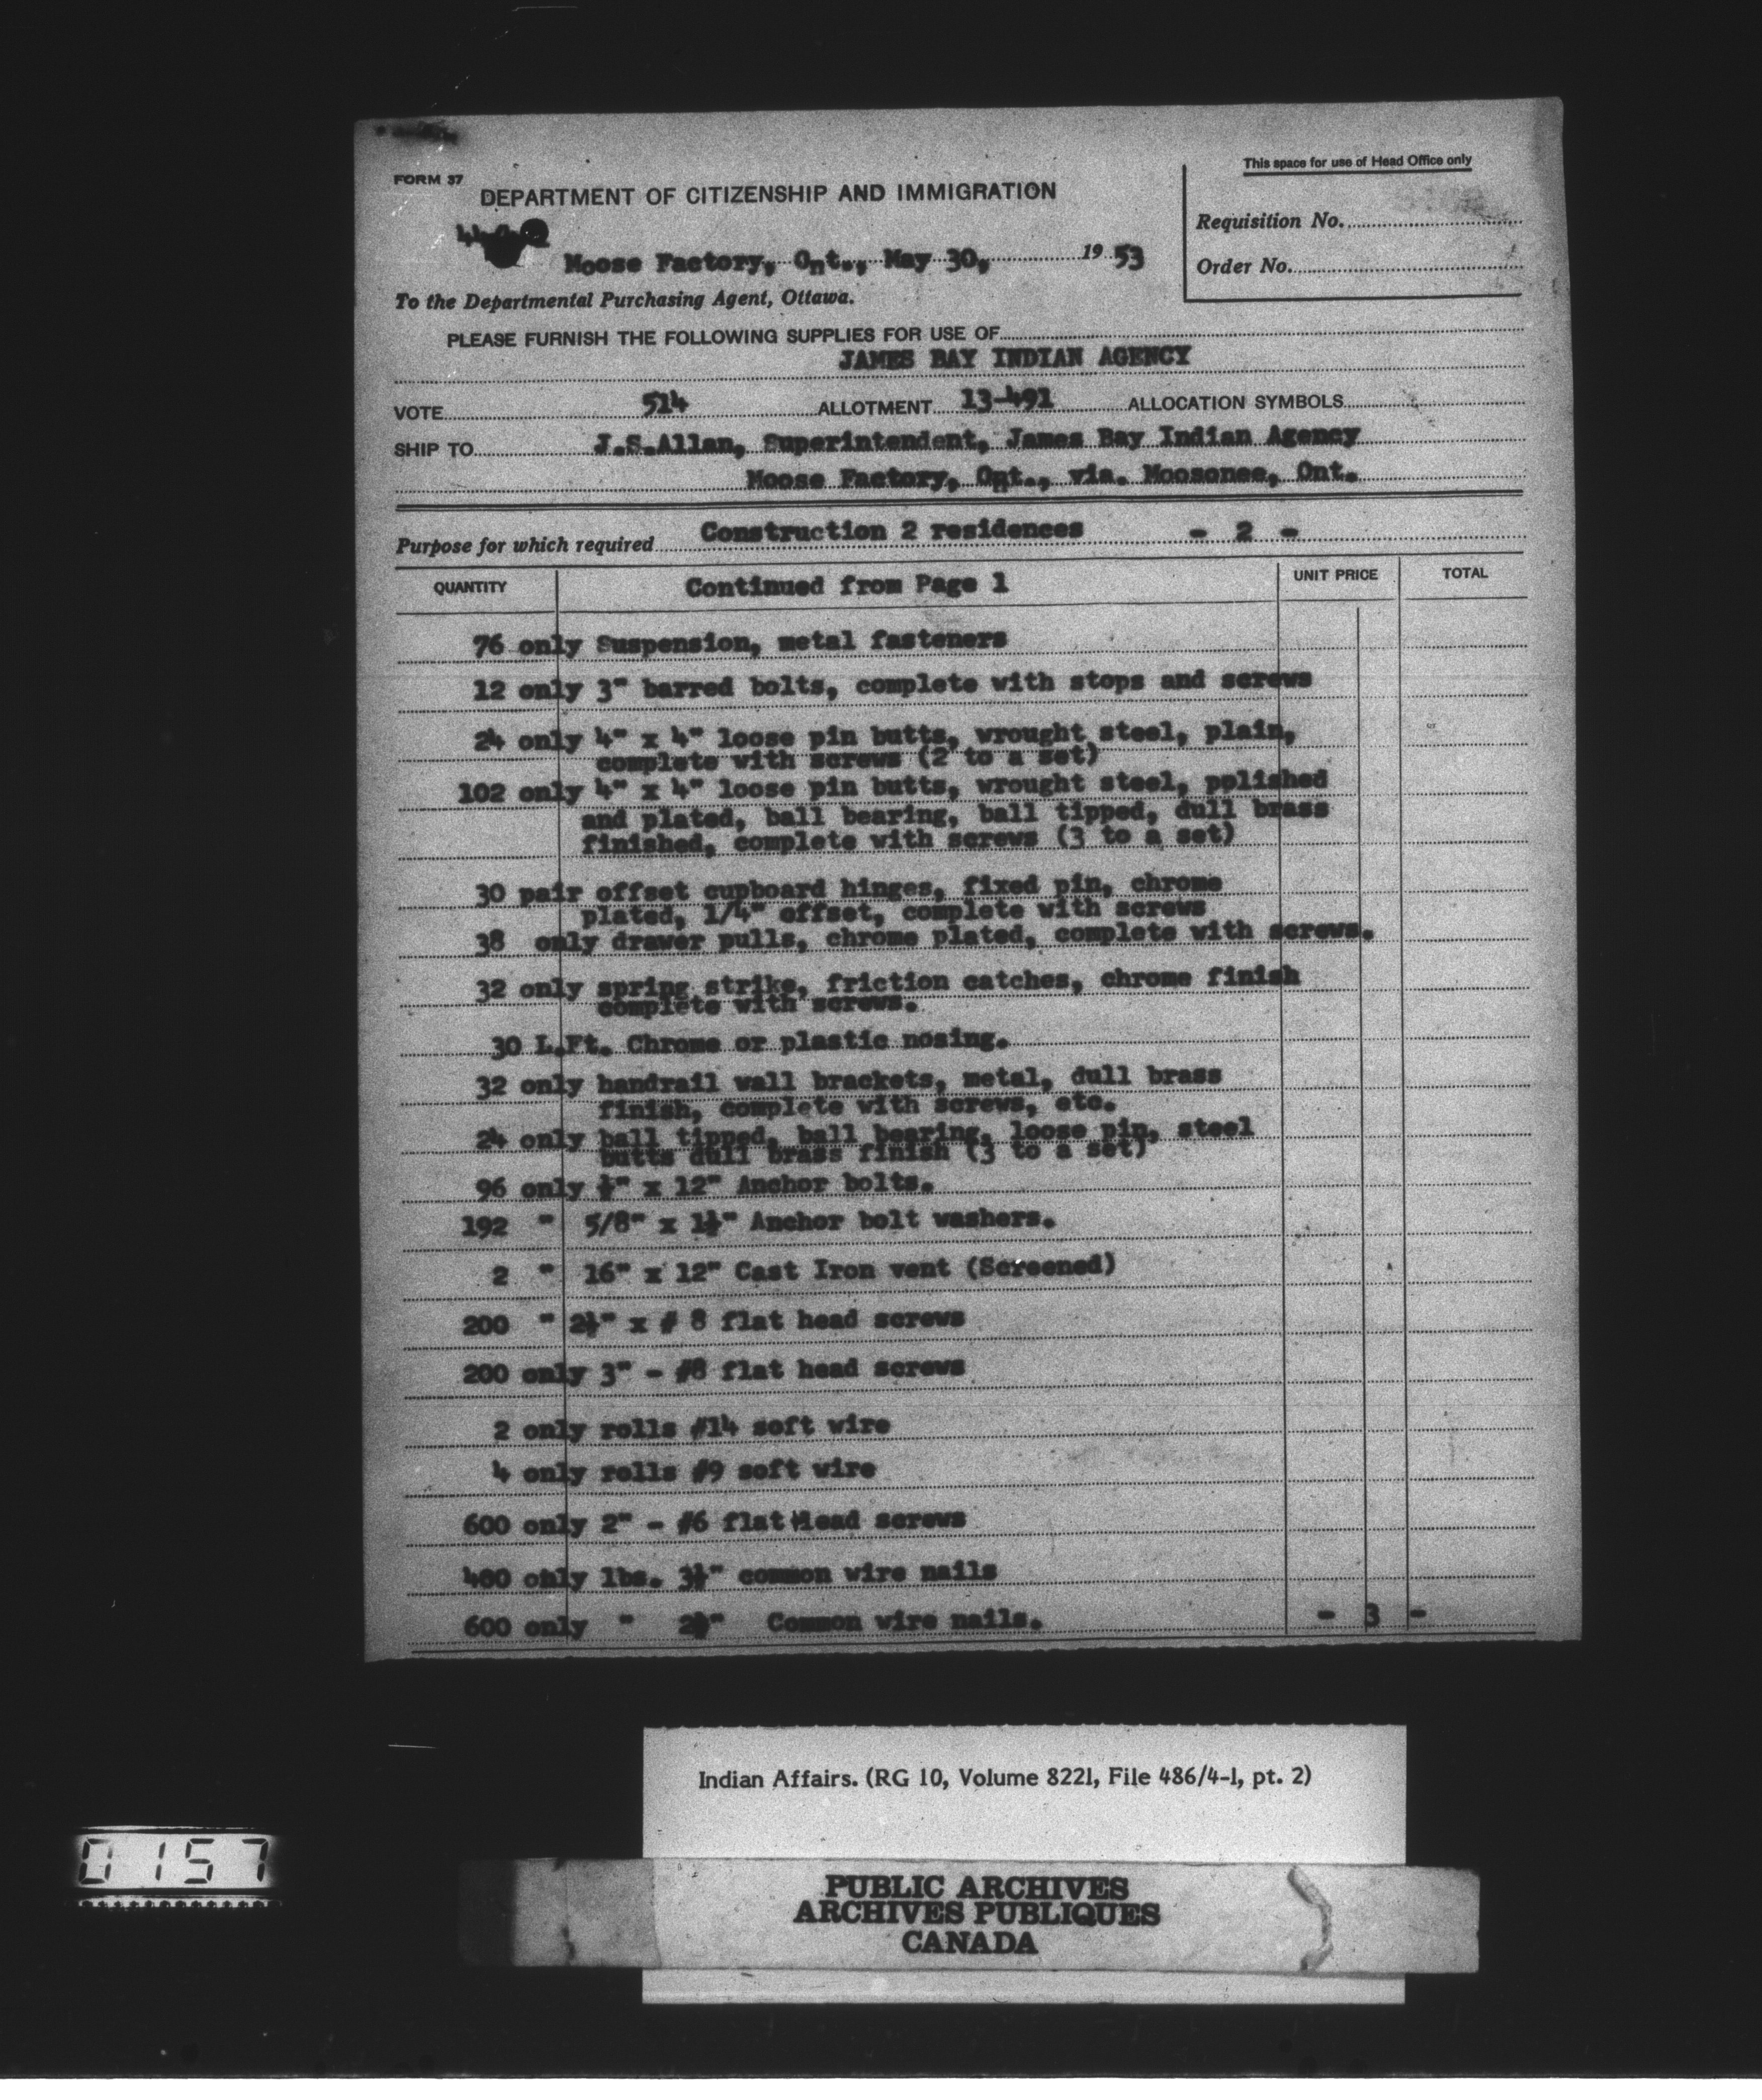 FORM 37
DEPARTMENT OF CITIZENSHIP AND IMMIGRATION
This space for use of Head Office only
Requisition No.
Order No.
Moose Factory, Ont., May 30, 19 53
To the Departmental Purchasing Agent, Ottawa.
PLEASE FURNISH THE FOLLOWING SUPPLIES FOR USE OF
JAMES BAY INDIAN AGENCY
VOTE 514 ALLOTMENT 13-491 ALLOCATION SYMBOLS
SHIP TO J.S.Allan, Superintendent, James Bay Indian Agency
Moose Factory, Ont., via. Moosonee, Ont.
Purpose for which required Construction 2 residences - 2 -
QUANTITY Continued from Page 1 UNIT PRICE TOTAL
76 only Suspension, metal fasteners
12 only 3" barred bolts, complete with stops and screws
24 only 4" x 4" loose pin butts, wrought steel, plain,
complete with screws (2 to a set)
102 only 4" x 4" loose pin butts, wrought steel, pplished
and plated, ball bearing, ball tipped, dull brass
finished, complete with screws (3 to a set)
30 pair offset cupboard hinges, fixed pin, chrome
plated, 1/4" offset, complete with screws
38 only drawer pulls, chrome plated, complete with screws.
32 only spring strike, friction catches, chrome finish
complete with screws.
30 L.Ft. Chrome or plastic nosing.
32 only handrail wall brackets, metal, dull brass
finish, complete with screws, etc.
24 only ball tipped, ball bearing, loose pin, steel
butts dull brass finish (3 to a set)
96 only ½" x 12" Anchor bolts.
192 " 5/8" x 1½" Anchor bolt washers.
2 " 16" x 12" Cast Iron vent (Screened)
200 " x # 8 flat head screws
200 only 3" - #8 flat head screws
2 only rolls #14 soft wire
4 only rolls #9 soft wire
600 only 2" - #6 flat Head screws
400 only lbs. 3½" common wire nails
600 only " Common wire nails. - 3 -
Indian Affairs. (RG 10, Volume 8221, File 486/4-1, pt. 2)
0157
PUBLIC ARCHIVES
ARCHIVES PUBLIQUES
CANADA